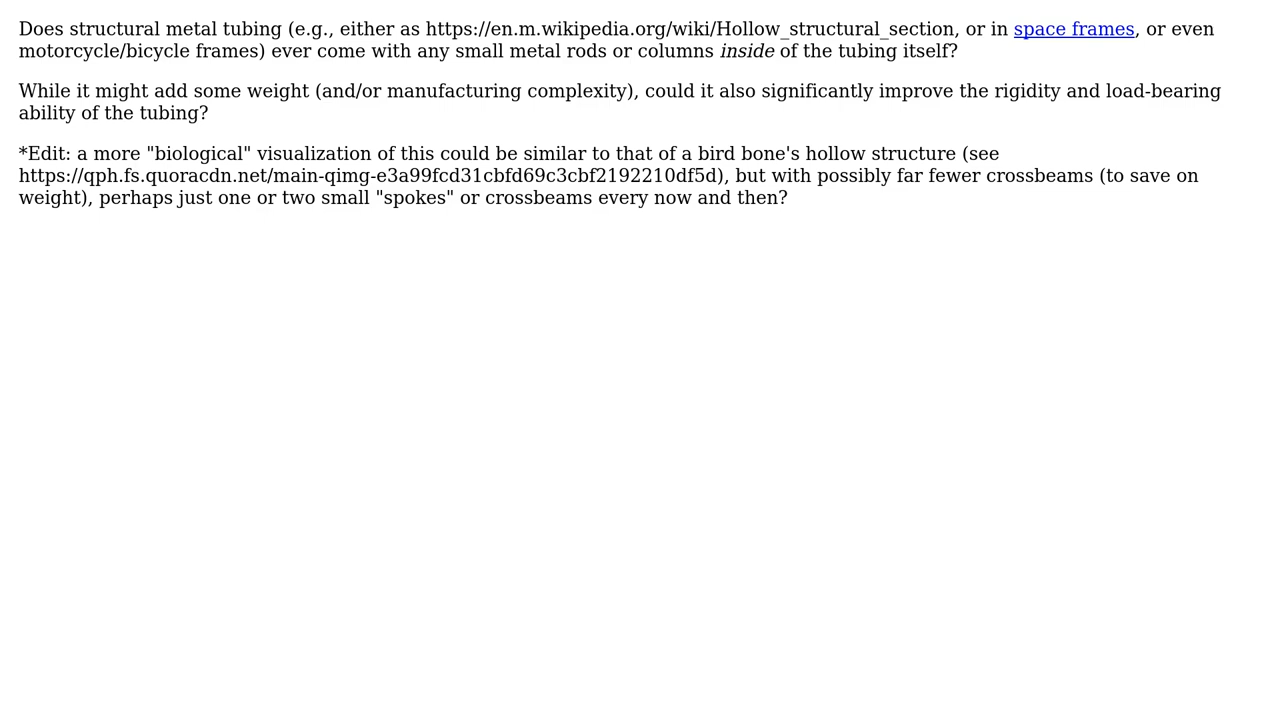 Does structural metal tubing (e.g., either as https://en.m.wikipedia.org/wiki/Hollow_structural_section, or in space frames, or even
motorcycle/bicycle frames) ever come with any small metal rods or columns inside of the tubing itself?
While it might add some weight (and/or manufacturing complexity), could it also significantly improve the rigidity and load-bearing
ability of the tubing?
*Edit: a more "biological" visualization of this could be similar to that of a bird bone's hollow structure (see
https://qph.fs.quoracdn.net/main-qimg-e3a99fcd31cbfd69c3cbf2192210df5d), but with possibly far fewer crossbeams (to save on
weight), perhaps just one or two small "spokes" or crossbeams every now and then?